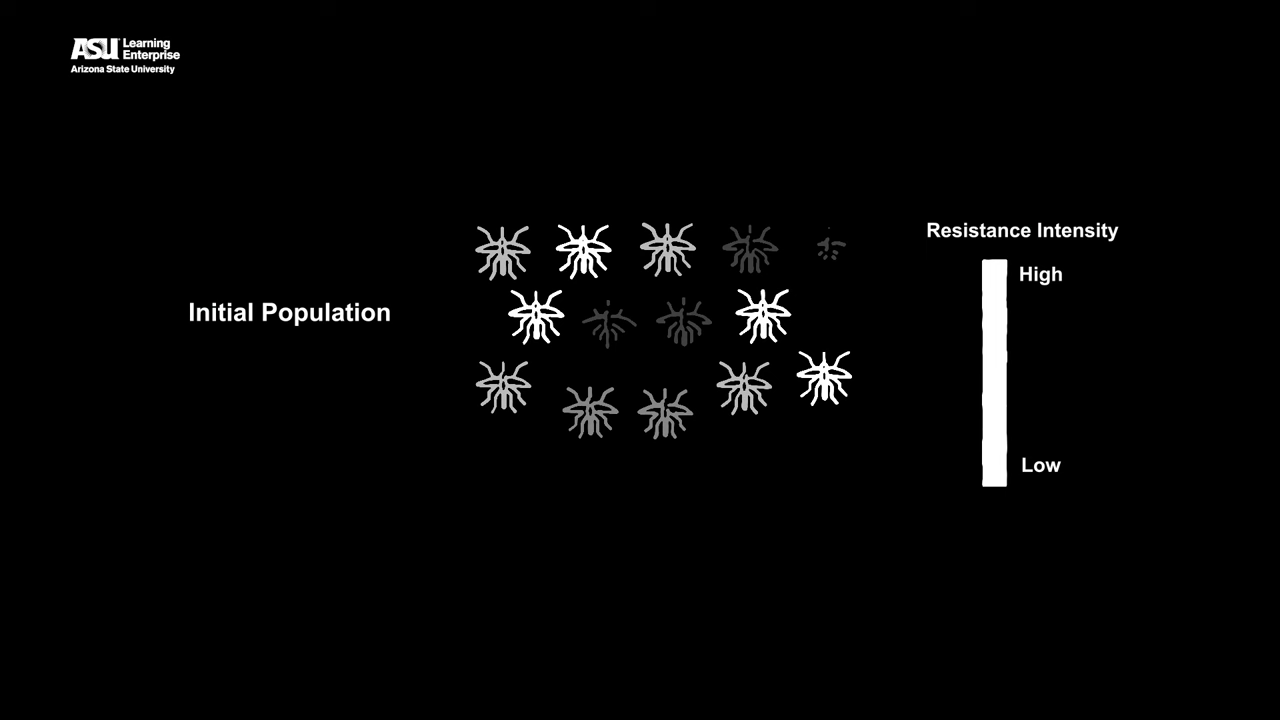 ASU Learning
Enterprise
Arizona State University
Resistance Intensity
High
Initial Population
Low